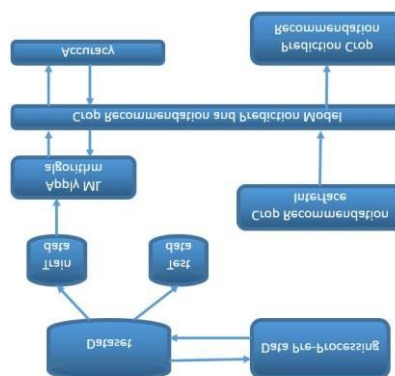 Dataset
Data Pre-Processing
Train
data
Test
data
Apply ML
algorithm
Crop Recommendation
Interface
Crop Recommendation and Prediction Model
Accuracy
Prediction Crop
Recommendation